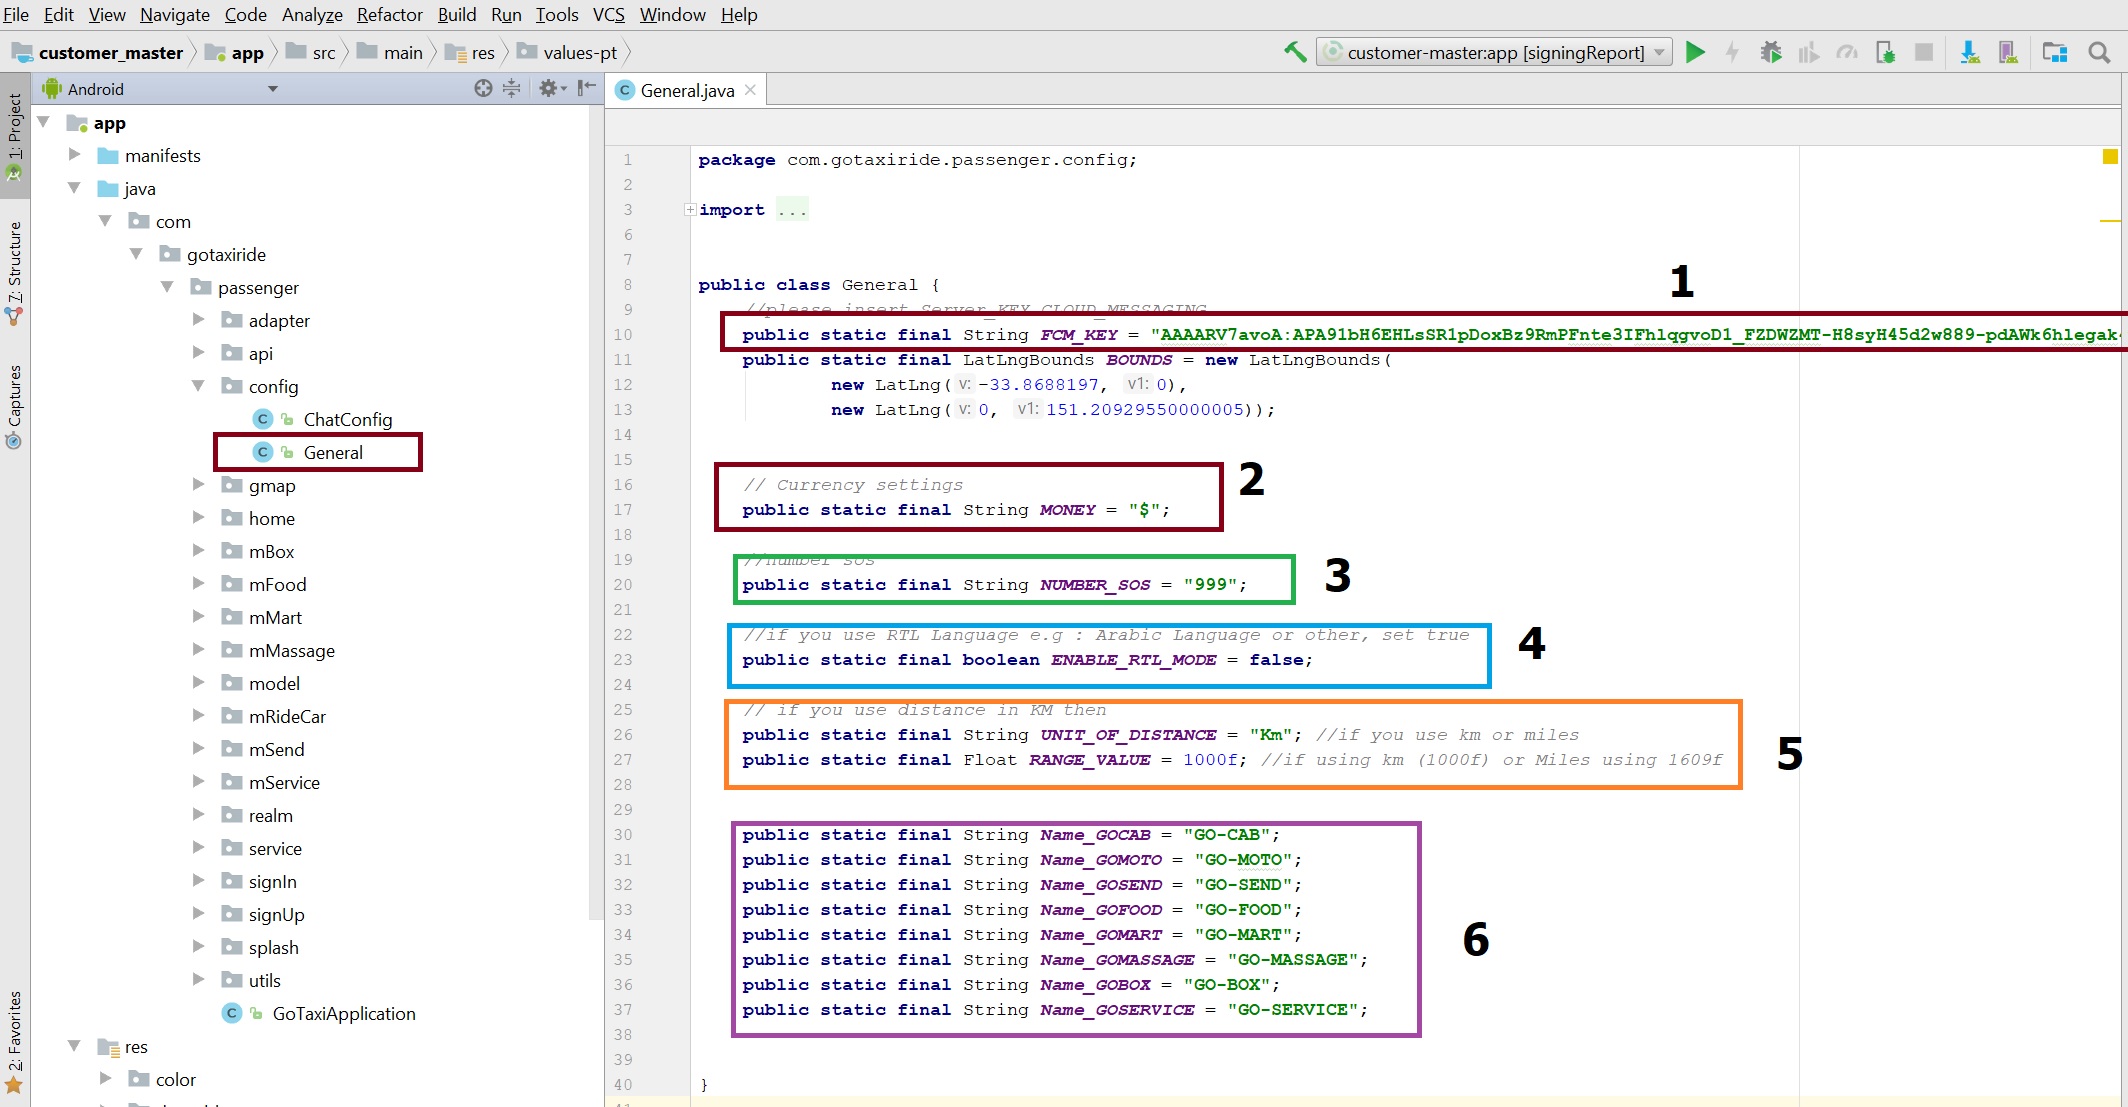 File Edit View Navigate Code Analyze Refactor Build Run Tools VCS Window Help
customer_master app src main res values-pt customer-master:app [signingReport]
1: Project
7: Structure
Captures
2: Favorites
Android
app
manifests
java
com
gotaxiride
passenger
adapter
api
config
ChatConfig
General
gmap
home
mBox
mFood
mMart
mMassage
model
mRideCar
mSend
mService
realm
service
signIn
signUp
splash
utils
GoTaxiApplication
res
color
General.java
1 package com.gotaxiride.passenger.config;
2
3 import ...
6
7
8 public class General {
9 //please insert Server_KEY CLOUD_MESSAGING
10 public static final String FCM_KEY = "AAAARV7avoA:APA91bH6EHLsSR1pDoxBz9RmPFnte3IFhlqgvoD1_FZDWZMT-H8syH45d2w889-pdAWk6hlegak
11 public static final LatLngBounds BOUNDS = new LatLngBounds(
12 new LatLng( v: -33.8688197, v1: 0),
13 new LatLng( v: 0, v1: 151.20929550000005));
14
15
16 // Currency settings
17 public static final String MONEY = "$";
18
19 //number sos
20 public static final String NUMBER_SOS = "999";
21
22 //if you use RTL Language e.g : Arabic Language or other, set true
23 public static final boolean ENABLE_RTL_MODE = false;
24
25 // if you use distance in KM then
26 public static final String UNIT_OF_DISTANCE = "Km"; //if you use km or miles
27 public static final Float RANGE_VALUE = 1000f; //if using km (1000f) or Miles using 1609f
28
29
30 public static final String Name_GOCAB = "GO-CAB";
31 public static final String Name_GOMOTO = "GO-MOTO";
32 public static final String Name_GOSEND = "GO-SEND";
33 public static final String Name_GOFOOD = "GO-FOOD";
34 public static final String Name_GOMART = "GO-MART";
35 public static final String Name_GOMASSAGE = "GO-MASSAGE";
36 public static final String Name_GOBOX = "GO-BOX";
37 public static final String Name_GOSERVICE = "GO-SERVICE";
38
39
40 }
1
2
3
4
5
6